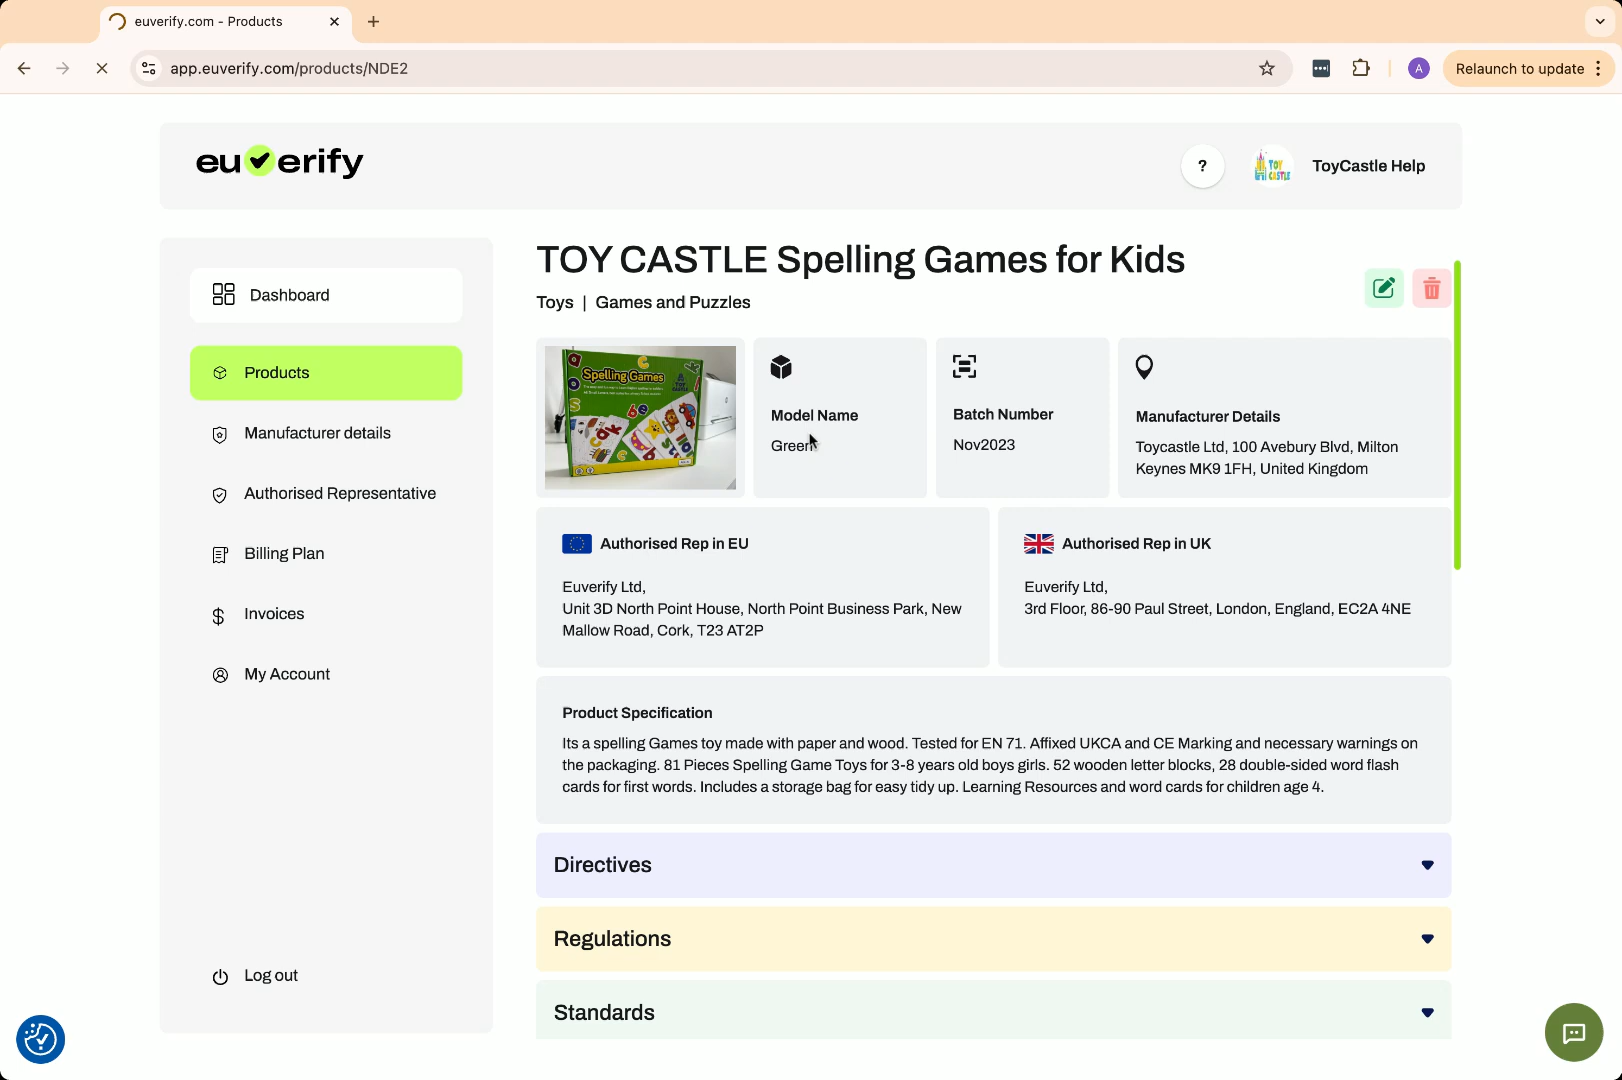 euverify.com - Products
app.euverify.com/products/NDE2
A
Relaunch to update
euverify
?
TOY CASTLE
ToyCastle Help
Dashboard
Products
Manufacturer details
Authorised Representative
Billing Plan
Invoices
My Account
Log out
TOY CASTLE Spelling Games for Kids
Toys | Games and Puzzles
Spelling Games
Model Name
Green
Batch Number
Nov2023
Manufacturer Details
Toycastle Ltd, 100 Avebury Blvd, Milton
Keynes MK9 1FH, United Kingdom
Authorised Rep in EU
Euverify Ltd,
Unit 3D North Point House, North Point Business Park, New
Mallow Road, Cork, T23 AT2P
Authorised Rep in UK
Euverify Ltd,
3rd Floor, 86-90 Paul Street, London, England, EC2A 4NE
Product Specification
Its a spelling Games toy made with paper and wood. Tested for EN 71. Affixed UKCA and CE Marking and necessary warnings on
the packaging. 81 Pieces Spelling Game Toys for 3-8 years old boys girls. 52 wooden letter blocks, 28 double-sided word flash
cards for first words. Includes a storage bag for easy tidy up. Learning Resources and word cards for children age 4.
Directives
Regulations
Standards